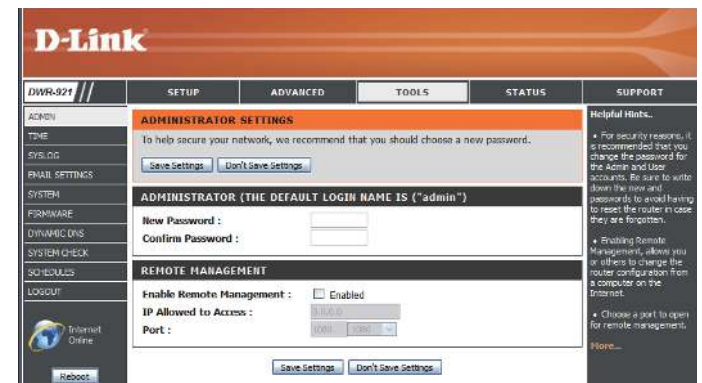 D-Link
DWR-921
SETUP ADVANCED TOOLS STATUS SUPPORT
ADMIN
TIME
SYSLOG
EMAIL SETTINGS
SYSTEM
FIRMWARE
DYNAMIC DNS
SYSTEM CHECK
SCHEDULES
LOGOUT
Internet
Online
Reboot
ADMINISTRATOR SETTINGS
To help secure your network, we recommend that you should choose a new password.
Save Settings Don't Save Settings
ADMINISTRATOR (THE DEFAULT LOGIN NAME IS ("admin")
New Password :
Confirm Password :
REMOTE MANAGEMENT
Enable Remote Management : Enabled
IP Allowed to Access : 0.0.0.0
Port : 1080 1080
Save Settings Don't Save Settings
Helpful Hints..
• For security reasons, it
is recommended that you
change the password for
the Admin and User
accounts. Be sure to write
down the new and
passwords to avoid having
to reset the router in case
they are forgotten.
• Enabling Remote
Management, allows you
or others to change the
router configuration from
a computer on the
Internet.
• Choose a port to open
for remote management.
More...